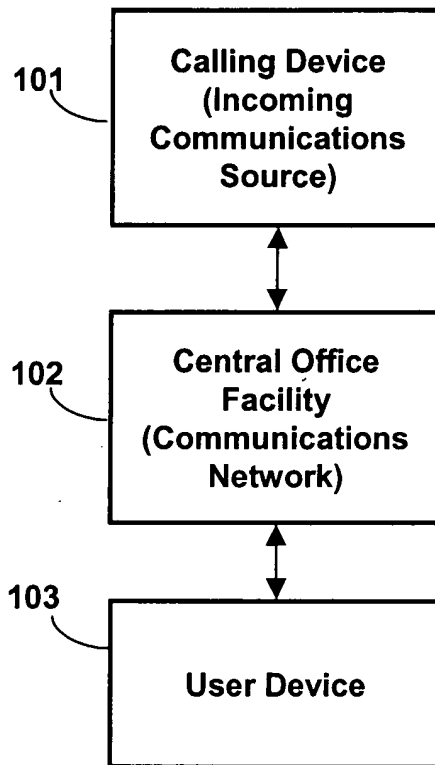 101
Calling Device
(Incoming
Communications
Source)
102
Central Office
Facility
(Communications
Network)
103
User Device